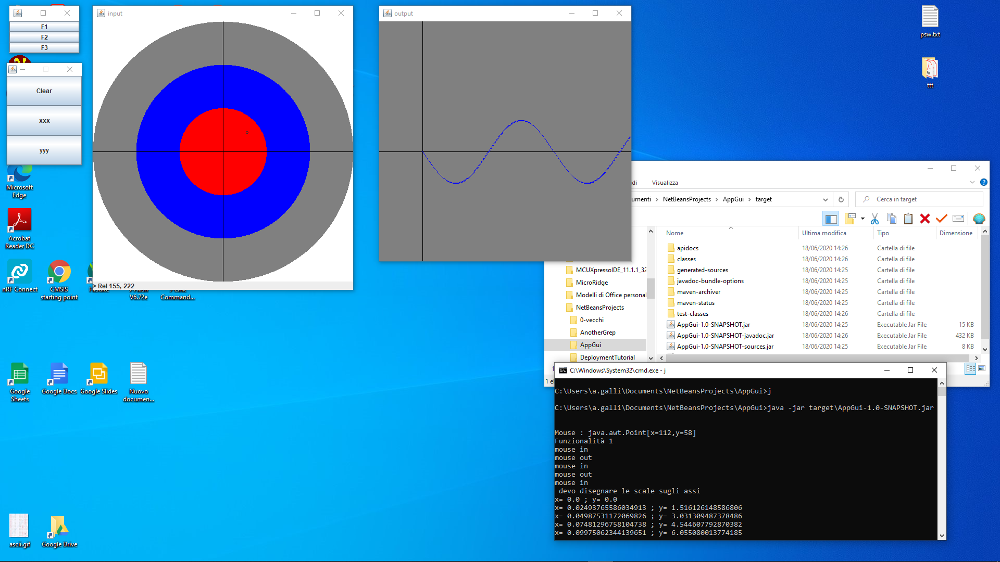 F1
F2
F3
Clear
xxx
yyy
Microsoft
Edge
Acrobat
Reader DC
nRF Connect
CMSIS
starting point
V6.72e
Command...
Google
Sheets
Google Docs
Google Slides
Nuovo
documen...
ascii.gif
Google Drive
input
> Rel 155,-222
output
psw.txt
ttt
di
Visualizza
umenti › NetBeansProjects › AppGui › target
Cerca in target
MCUXpressoIDE_11.1.1_32
MicroRidge
Modelli di Office personal
NetBeansProjects
0-vecchi
AnotherGrep
AppGui
DeploymentTutorial
Nome Ultima modifica Tipo Dimensione
apidocs 18/06/2020 14:26 Cartella di file
classes 18/06/2020 14:26 Cartella di file
generated-sources 18/06/2020 14:25 Cartella di file
javadoc-bundle-options 18/06/2020 14:26 Cartella di file
maven-archiver 18/06/2020 14:25 Cartella di file
maven-status 18/06/2020 14:25 Cartella di file
test-classes 18/06/2020 14:25 Cartella di file
AppGui-1.0-SNAPSHOT.jar 18/06/2020 14:25 Executable Jar File 15 KB
AppGui-1.0-SNAPSHOT-javadoc.jar 18/06/2020 14:26 Executable Jar File 432 KB
AppGui-1.0-SNAPSHOT-sources.jar 18/06/2020 14:25 Executable Jar File 8 KB
1 el
C:\Windows\System32\cmd.exe - j
C:\Users\a.galli\Documents\NetBeansProjects\AppGui>j
C:\Users\a.galli\Documents\NetBeansProjects\AppGui>java -jar target\AppGui-1.0-SNAPSHOT.jar
Mouse : java.awt.Point[x=112,y=58]
Funzionalità 1
mouse in
mouse out
mouse in
mouse out
mouse in
devo disegnare le scale sugli assi
x= 0.0 ; y= 0.0
x= 0.02493765586034913 ; y= 1.516126148586806
x= 0.04987531172069826 ; y= 3.031309487378486
x= 0.07481296758104738 ; y= 4.544607792870382
x= 0.09975062344139651 ; y= 6.055080013774185